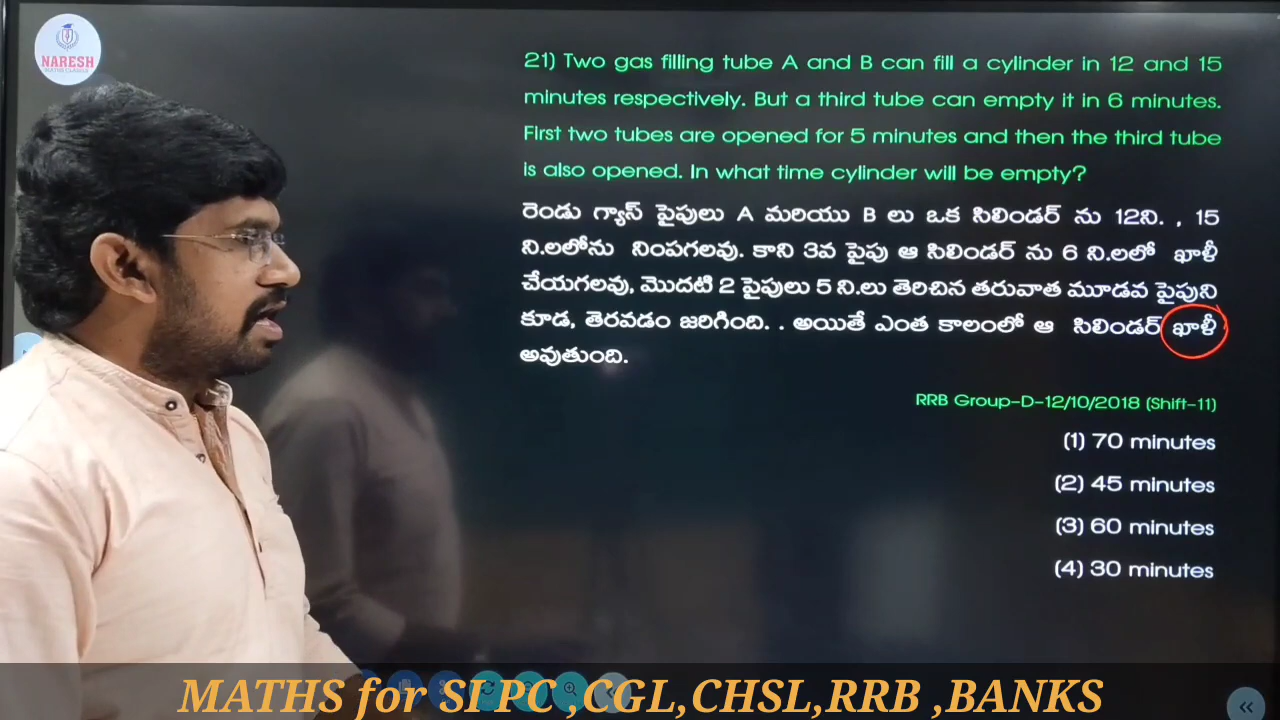 NARESH
MATHS CLASSES
21) Two gas filling tube A and B can fill a cylinder in 12 and 15
minutes respectively. But a third tube can empty it in 6 minutes.
First two tubes are opened for 5 minutes and then the third tube
is also opened. In what time cylinder will be empty?
రెండు గ్యాస్ పైపులు A మరియు B లు ఒక సిలిండర్ ను 12ని. , 15
ని.లలోను నింపగలవు. కాని 3వ పైపు ఆ సిలిండర్ ను 6 ని.లలో ఖాళీ
చేయగలవు, మొదటి 2 పైపులు 5 ని.లు తెరిచిన తరువాత మూడవ పైపుని
కూడ, తెరవడం జరిగింది. . అయితే ఎంత కాలంలో ఆ సిలిండర్ ఖాళీ
అవుతుంది.
RRB Group-D-12/10/2018 (Shift-11)
(1) 70 minutes
(2) 45 minutes
(3) 60 minutes
(4) 30 minutes
MATHS for SI PC ,CGL,CHSL,RRB ,BANKS